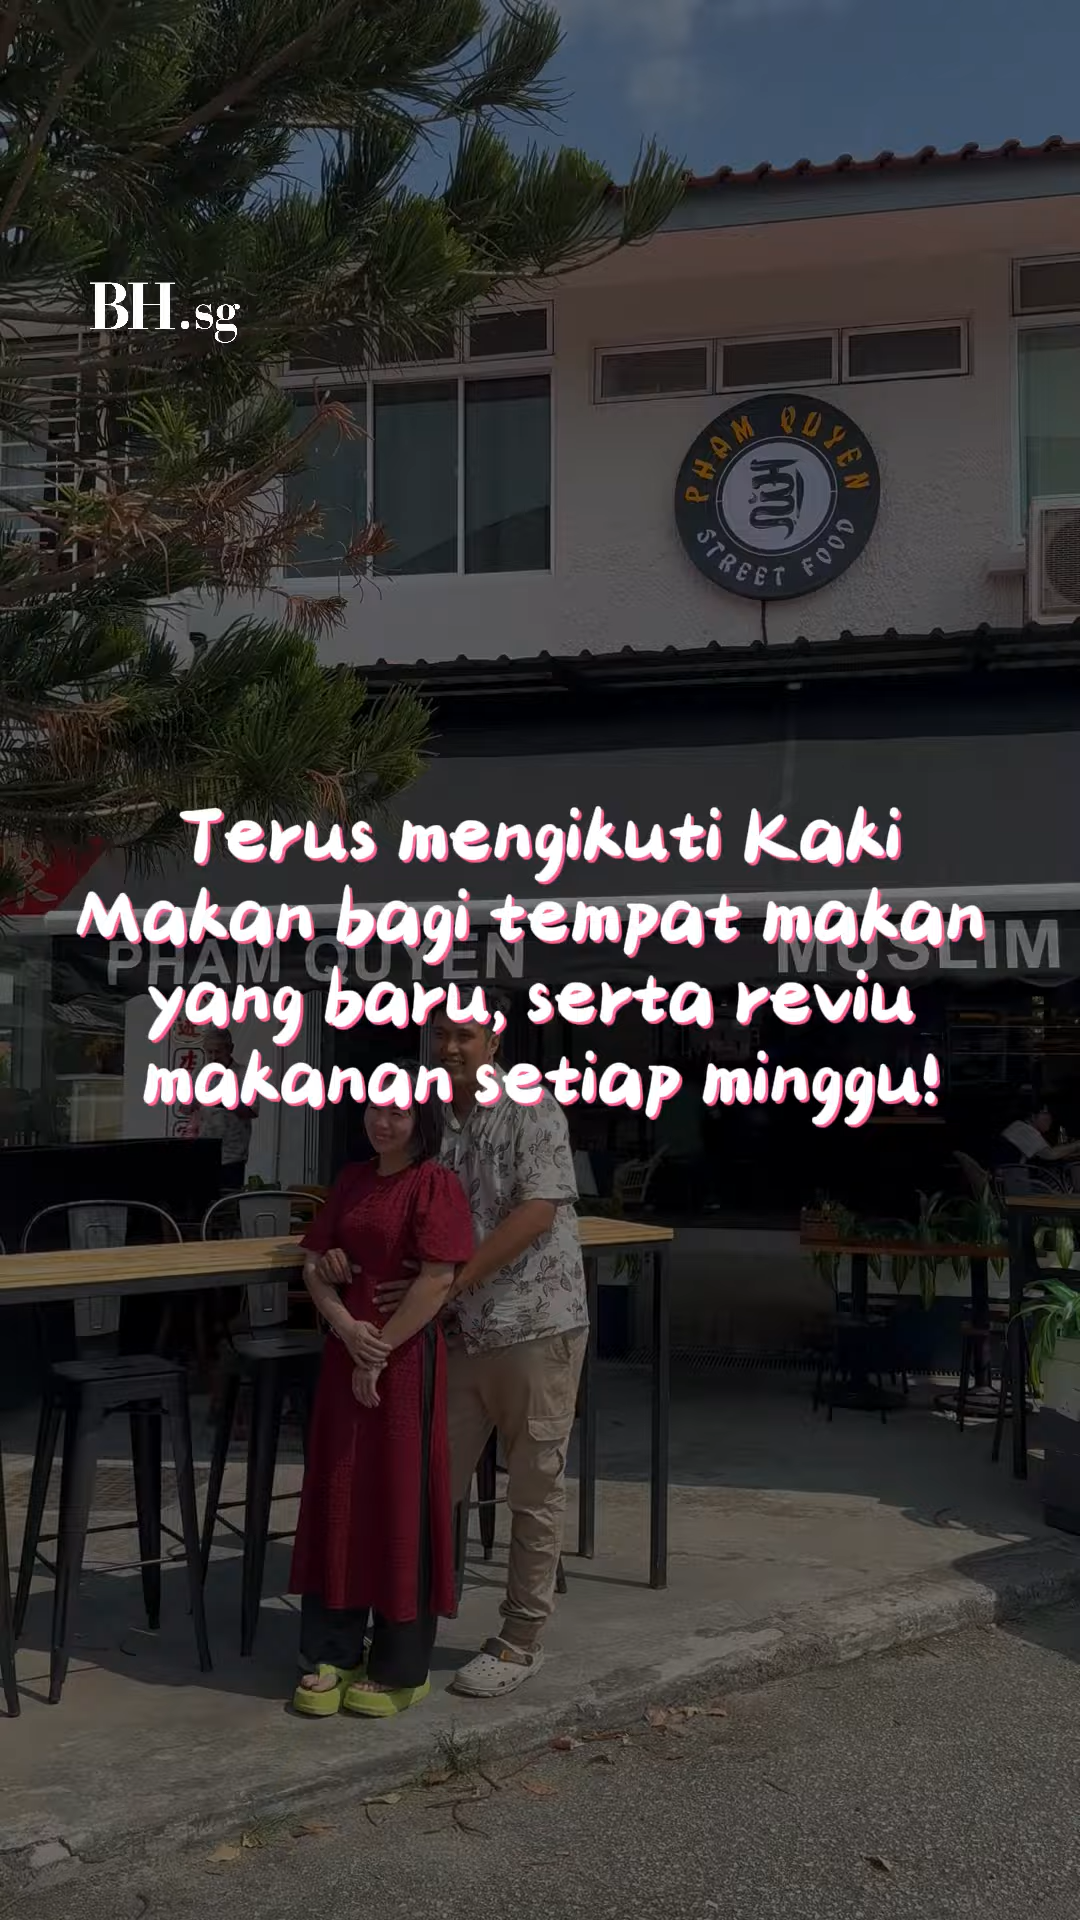 BH.sg
PHAM QUYEN
STREET FOOD
Terus mengikuti Kaki
Makan bagi tempat makan
yang baru, serta reviu
makanan setiap minggu!
PHAM QUYEN MUSLIM